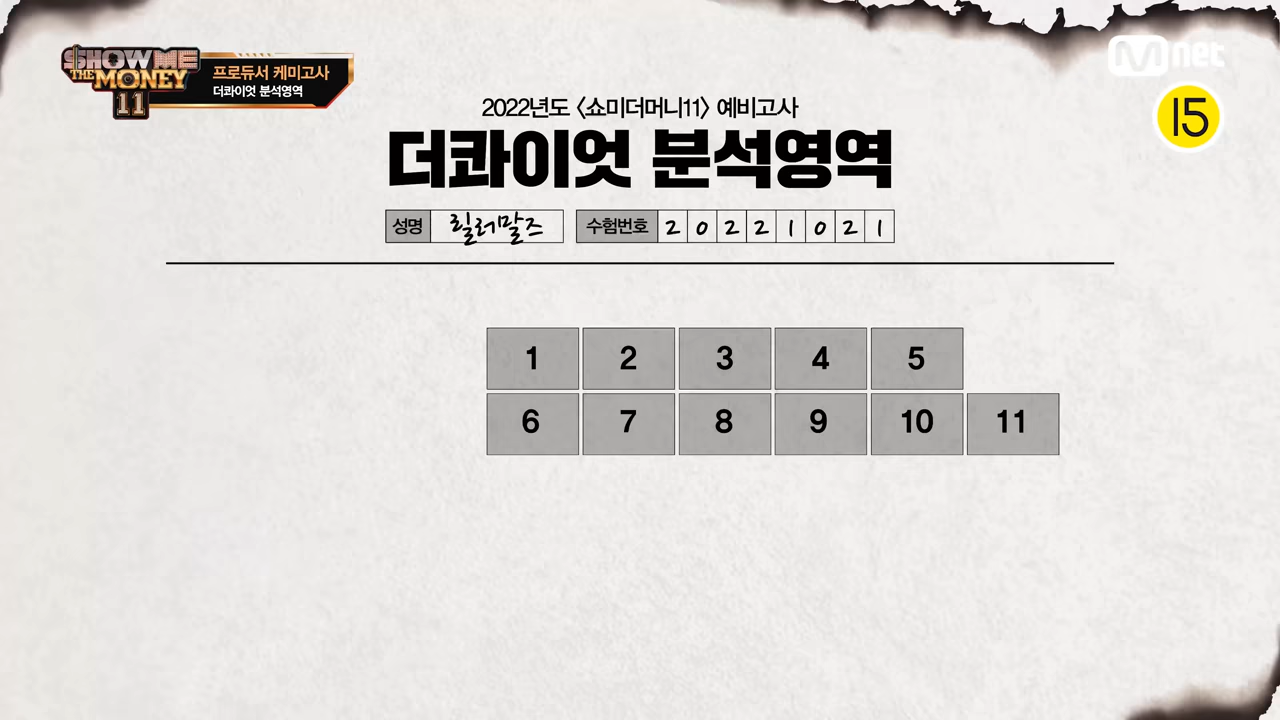 SHOW ME
THE MONEY
11
프로듀서 케미고사
더콰이엇 분석영역
Mnet
15
2022년도 〈쇼미더머니11〉 예비고사
더콰이엇 분석영역
성명 릴러말즈 수험번호 2 0 2 2 1 0 2 1
1 2 3 4 5
6 7 8 9 10 11